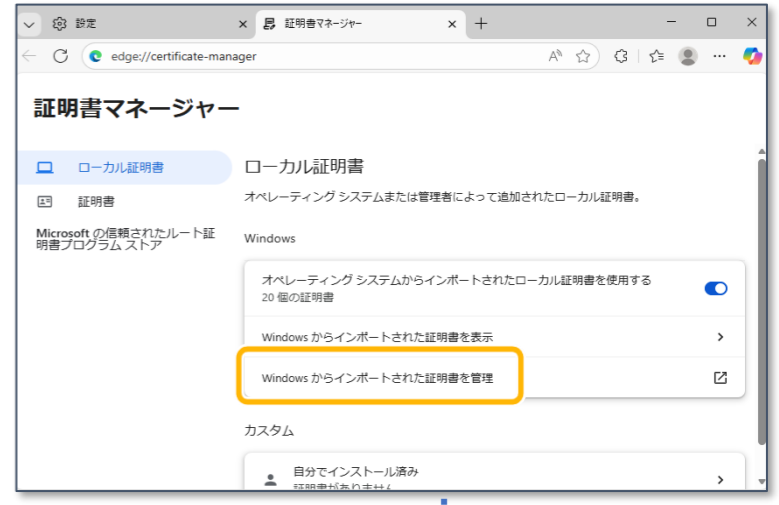 設定
証明書マネージャー
edge://certificate-manager
証明書マネージャー
ローカル証明書
証明書
Microsoft の信頼されたルート証
明書プログラム ストア
ローカル証明書
オペレーティング システムまたは管理者によって追加されたローカル証明書。
Windows
オペレーティング システムからインポートされたローカル証明書を使用する
20 個の証明書
Windows からインポートされた証明書を表示
Windows からインポートされた証明書を管理
カスタム
自分でインストール済み
証明書がありません